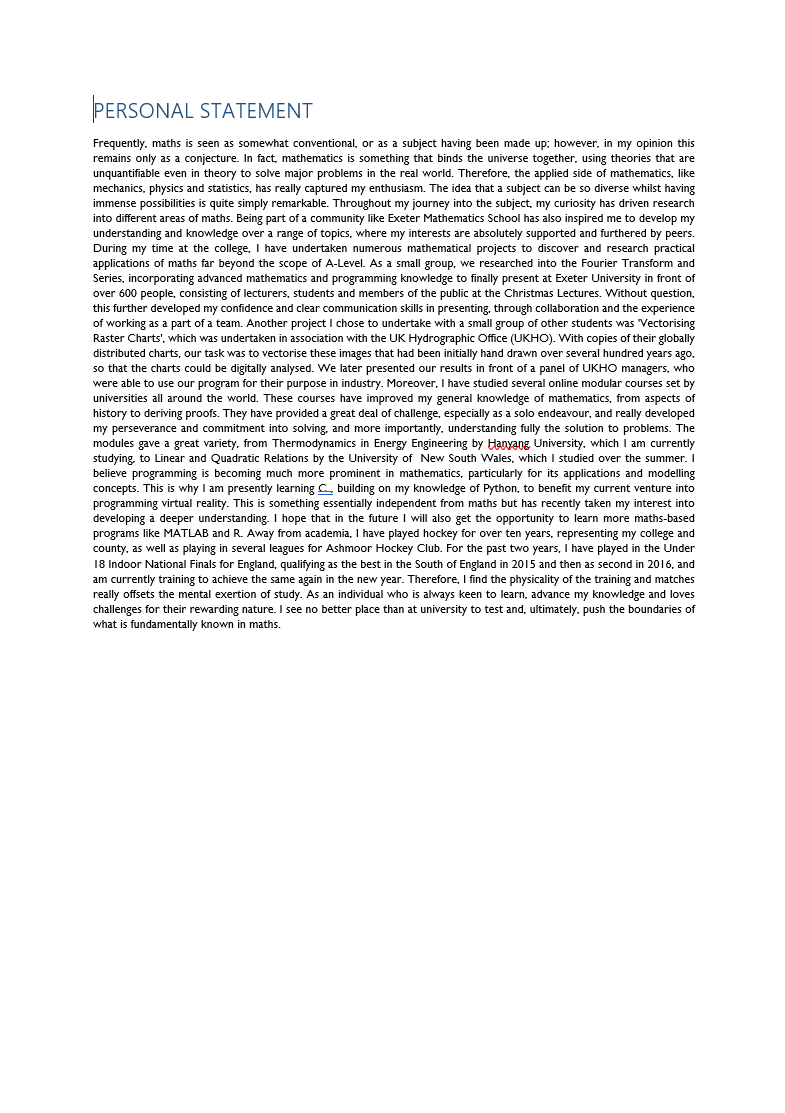 PERSONAL STATEMENT
Frequently, maths is seen as somewhat conventional, or as a subject having been made up; however, in my opinion this
remains only as a conjecture. In fact, mathematics is something that binds the universe together, using theories that are
unquantifiable even in theory to solve major problems in the real world. Therefore, the applied side of mathematics, like
mechanics, physics and statistics, has really captured my enthusiasm. The idea that a subject can be so diverse whilst having
immense possibilities is quite simply remarkable. Throughout my journey into the subject, my curiosity has driven research
into different areas of maths. Being part of a community like Exeter Mathematics School has also inspired me to develop my
understanding and knowledge over a range of topics, where my interests are absolutely supported and furthered by peers.
During my time at the college, I have undertaken numerous mathematical projects to discover and research practical
applications of maths far beyond the scope of A-Level. As a small group, we researched into the Fourier Transform and
Series, incorporating advanced mathematics and programming knowledge to finally present at Exeter University in front of
over 600 people, consisting of lecturers, students and members of the public at the Christmas Lectures. Without question,
this further developed my confidence and clear communication skills in presenting, through collaboration and the experience
of working as a part of a team. Another project I chose to undertake with a small group of other students was 'Vectorising
Raster Charts', which was undertaken in association with the UK Hydrographic Office (UKHO). With copies of their globally
distributed charts, our task was to vectorise these images that had been initially hand drawn over several hundred years ago,
so that the charts could be digitally analysed. We later presented our results in front of a panel of UKHO managers, who
were able to use our program for their purpose in industry. Moreover, I have studied several online modular courses set by
universities all around the world. These courses have improved my general knowledge of mathematics, from aspects of
history to deriving proofs. They have provided a great deal of challenge, especially as a solo endeavour, and really developed
my perseverance and commitment into solving, and more importantly, understanding fully the solution to problems. The
modules gave a great variety, from Thermodynamics in Energy Engineering by Hanyang University, which I am currently
studying, to Linear and Quadratic Relations by the University of  New South Wales, which I studied over the summer. I
believe programming is becoming much more prominent in mathematics, particularly for its applications and modelling
concepts. This is why I am presently learning C,, building on my knowledge of Python, to benefit my current venture into
programming virtual reality. This is something essentially independent from maths but has recently taken my interest into
developing a deeper understanding. I hope that in the future I will also get the opportunity to learn more maths-based
programs like MATLAB and R. Away from academia, I have played hockey for over ten years, representing my college and
county, as well as playing in several leagues for Ashmoor Hockey Club. For the past two years, I have played in the Under
18 Indoor National Finals for England, qualifying as the best in the South of England in 2015 and then as second in 2016, and
am currently training to achieve the same again in the new year. Therefore, I find the physicality of the training and matches
really offsets the mental exertion of study. As an individual who is always keen to learn, advance my knowledge and loves
challenges for their rewarding nature. I see no better place than at university to test and, ultimately, push the boundaries of
what is fundamentally known in maths.